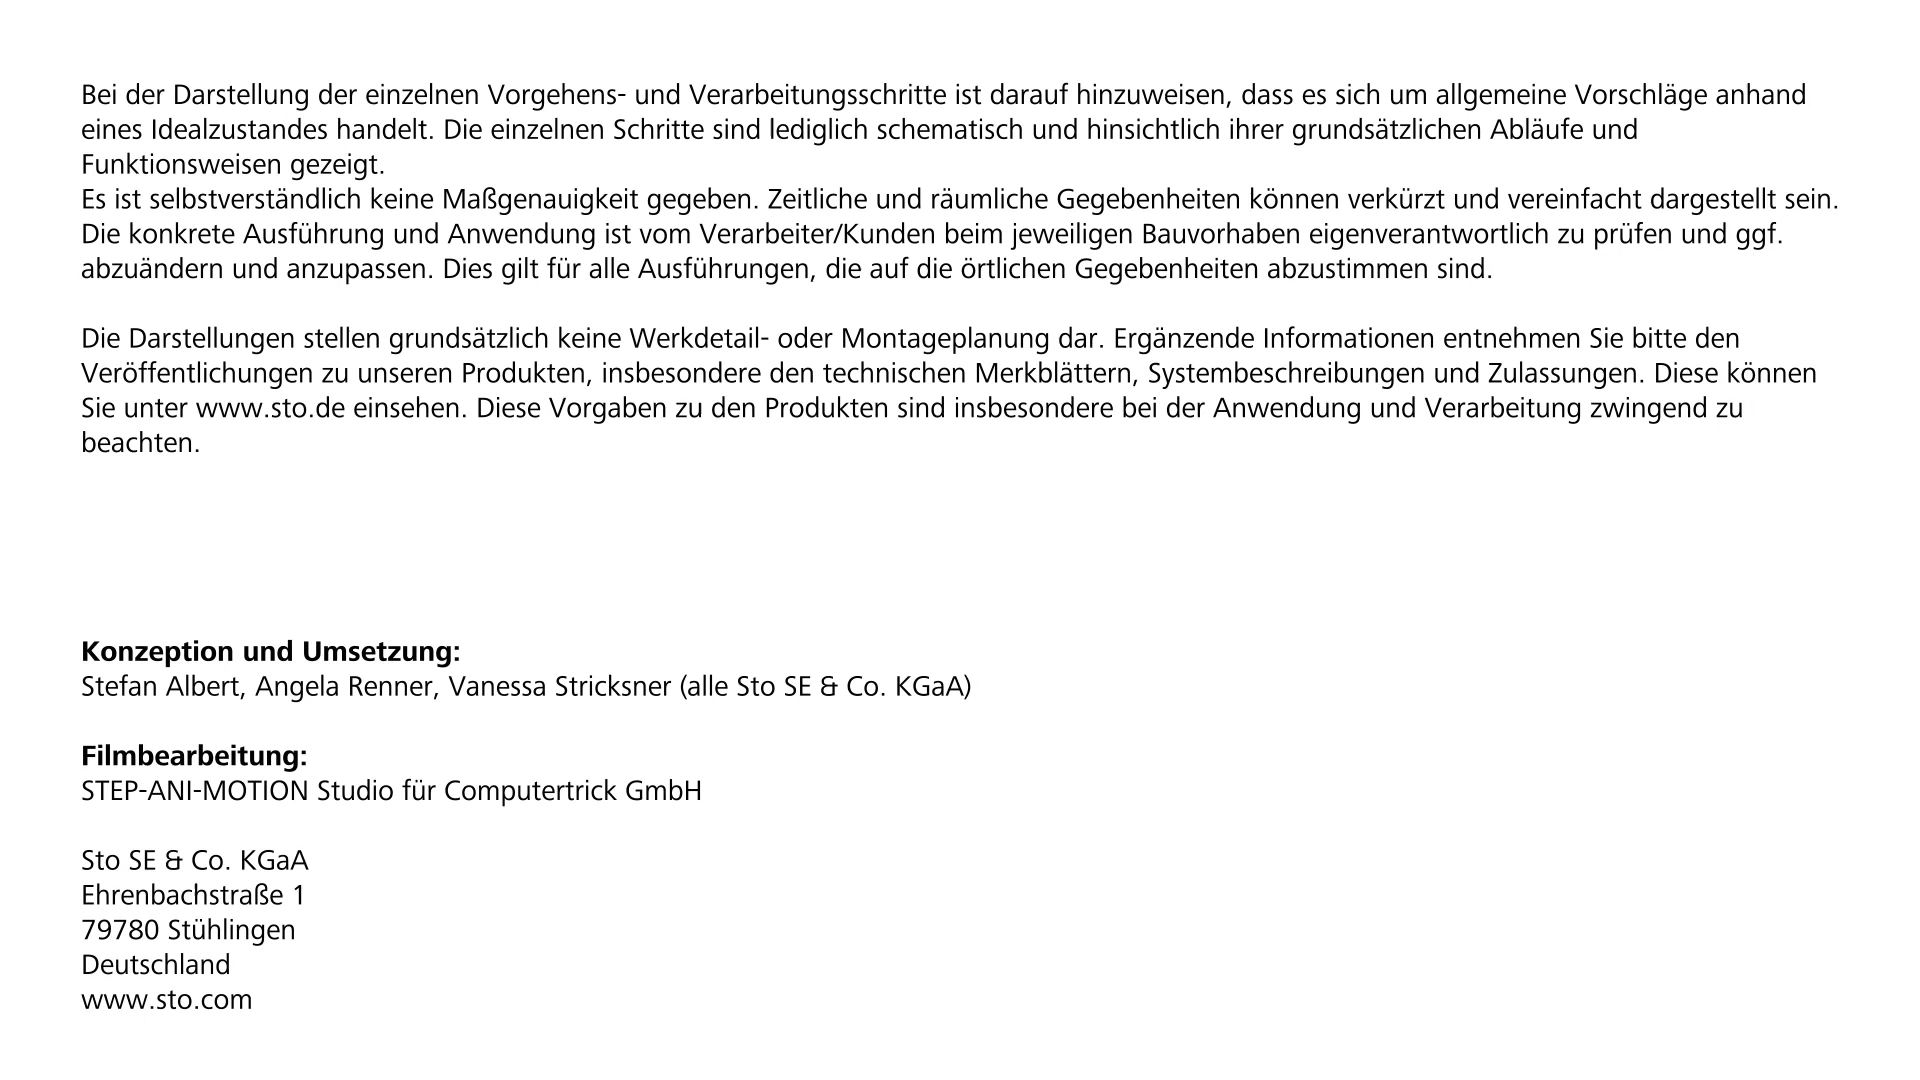 Bei der Darstellung der einzelnen Vorgehens- und Verarbeitungsschritte ist darauf hinzuweisen, dass es sich um allgemeine Vorschläge anhand
eines Idealzustandes handelt. Die einzelnen Schritte sind lediglich schematisch und hinsichtlich ihrer grundsätzlichen Abläufe und
Funktionsweisen gezeigt.
Es ist selbstverständlich keine Maßgenauigkeit gegeben. Zeitliche und räumliche Gegebenheiten können verkürzt und vereinfacht dargestellt sein.
Die konkrete Ausführung und Anwendung ist vom Verarbeiter/Kunden beim jeweiligen Bauvorhaben eigenverantwortlich zu prüfen und ggf.
abzuändern und anzupassen. Dies gilt für alle Ausführungen, die auf die örtlichen Gegebenheiten abzustimmen sind.

Die Darstellungen stellen grundsätzlich keine Werkdetail- oder Montageplanung dar. Ergänzende Informationen entnehmen Sie bitte den
Veröffentlichungen zu unseren Produkten, insbesondere den technischen Merkblättern, Systembeschreibungen und Zulassungen. Diese können
Sie unter www.sto.de einsehen. Diese Vorgaben zu den Produkten sind insbesondere bei der Anwendung und Verarbeitung zwingend zu
beachten.

Konzeption und Umsetzung:
Stefan Albert, Angela Renner, Vanessa Stricksner (alle Sto SE & Co. KGaA)

Filmbearbeitung:
STEP-ANI-MOTION Studio für Computertrick GmbH

Sto SE & Co. KGaA
Ehrenbachstraße 1
79780 Stühlingen
Deutschland
www.sto.com